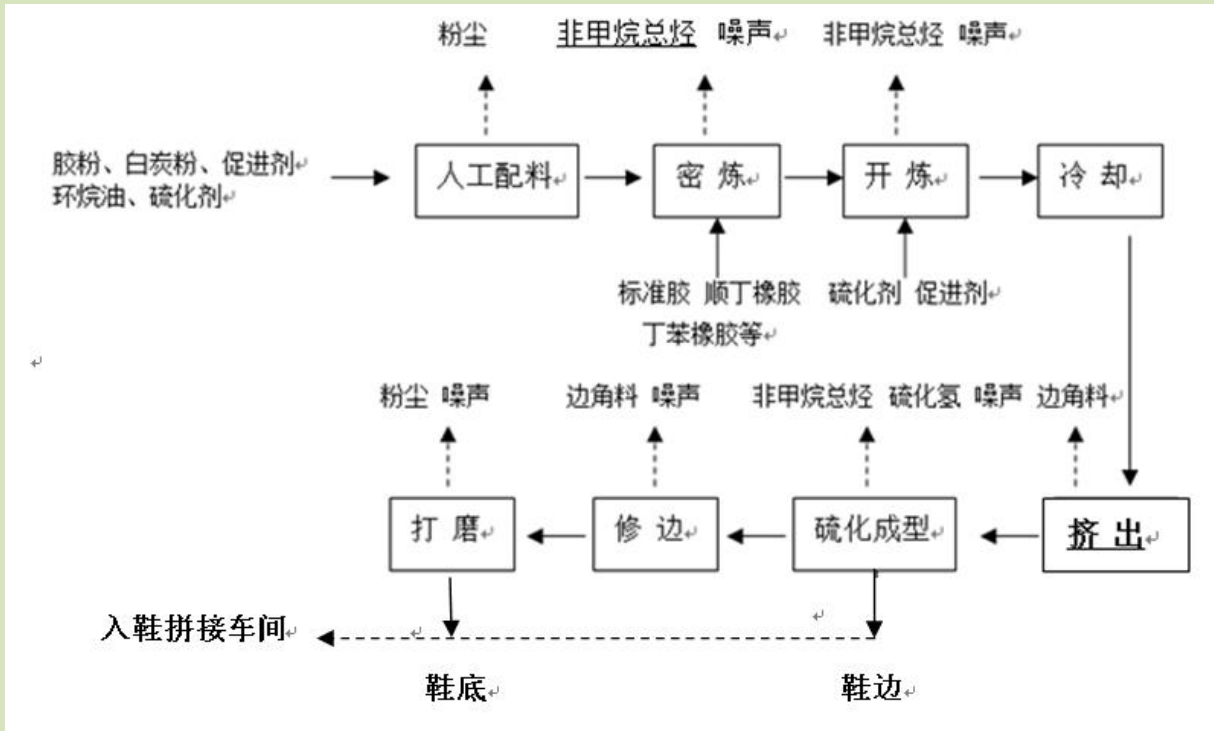 粉尘 非甲烷总烃 噪声 非甲烷总烃 噪声
胶粉、白炭粉、促进剂
环烷油、硫化剂
人工配料 密 炼 开 炼 冷 却
标准胶 顺丁橡胶 硫化剂 促进剂
丁苯橡胶等
粉尘 噪声 边角料 噪声 非甲烷总烃 硫化氢 噪声 边角料
打 磨 修 边 硫化成型 挤 出
入鞋拼接车间
鞋底 鞋边